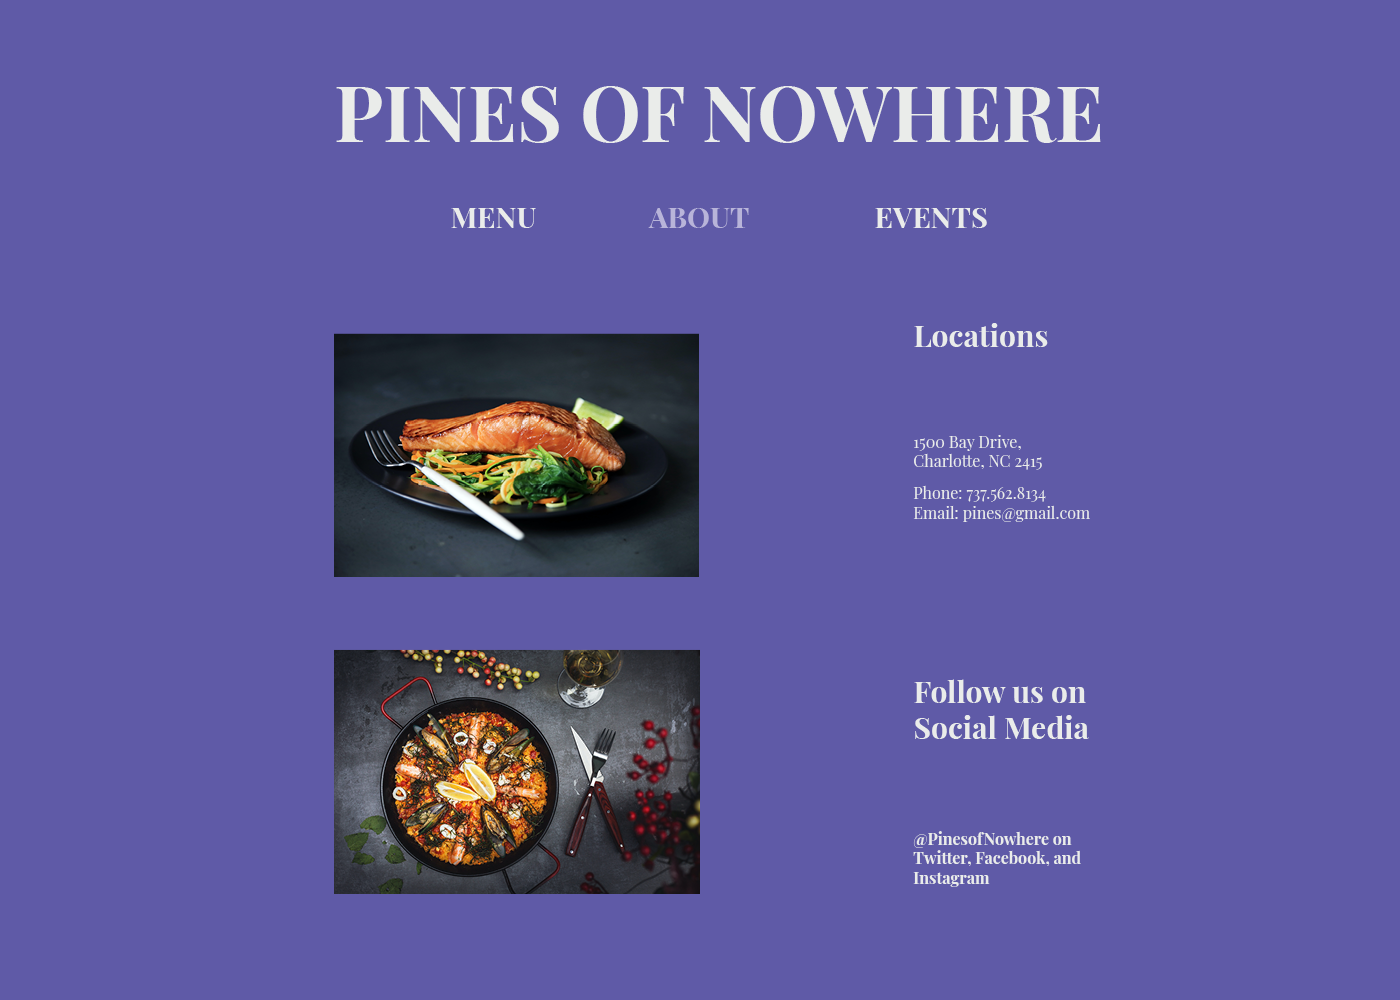 PINES OF NOWHERE
MENU
ABOUT
EVENTS
Locations
1500 Bay Drive,
Charlotte, NC 2415
Phone: 737.562.8134
Email: pines@gmail.com
Follow us on
Social Media
@PinesofNowhere on
Twitter, Facebook, and
Instagram